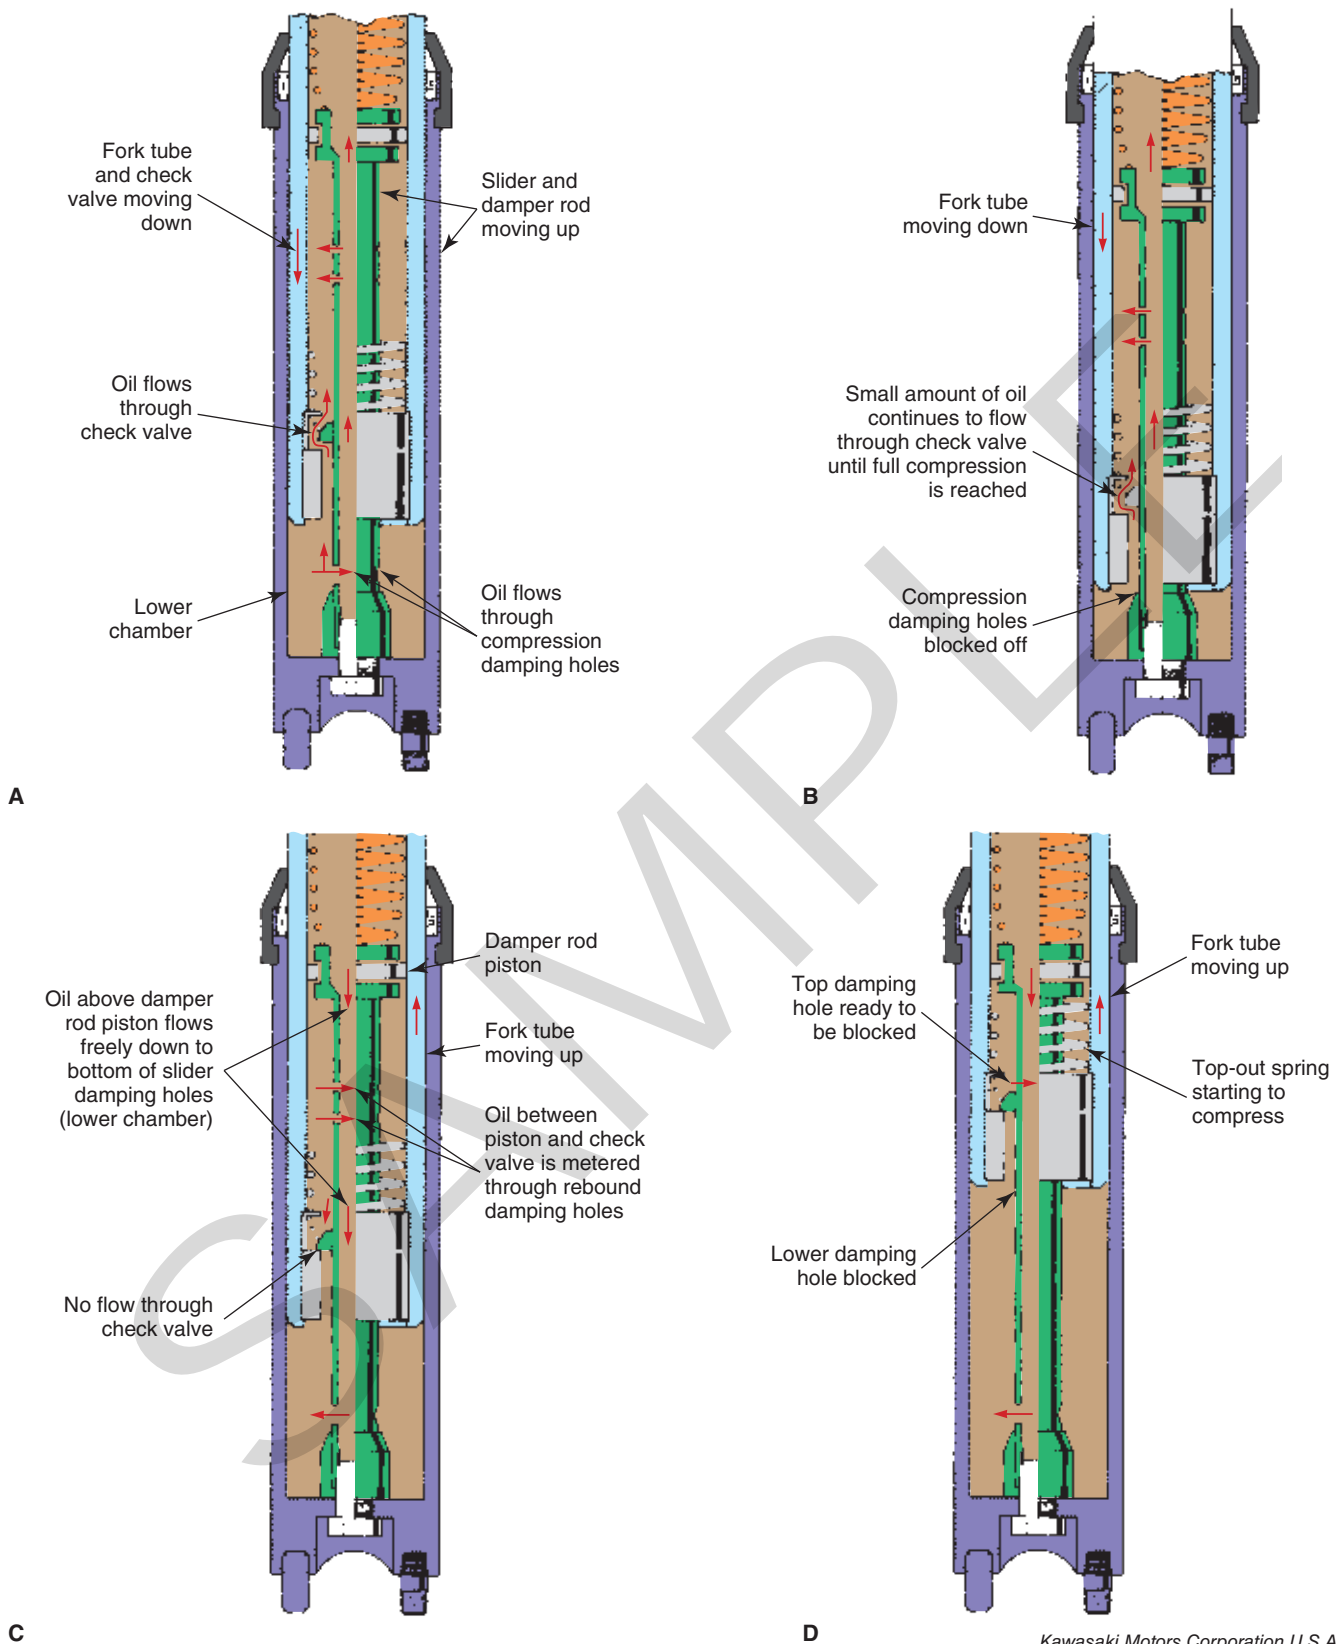 Fork tube
and check
valve moving
down
Slider and
damper rod
moving up
Oil flows
through
check valve
Lower
chamber
Oil flows
through
compression
damping holes
A
Fork tube
moving down
Small amount of oil
continues to flow
through check valve
until full compression
is reached
Compression
damping holes
blocked off
B
Oil above damper
rod piston flows
freely down to
bottom of slider
damping holes
(lower chamber)
Damper rod
piston
Fork tube
moving up
Oil between
piston and check
valve is metered
through rebound
damping holes
No flow through
check valve
C
Top damping
hole ready to
be blocked
Fork tube
moving up
Top-out spring
starting to
compress
Lower damping
hole blocked
D
SAMPLE
Kawasaki Motors Corporation U.S.A